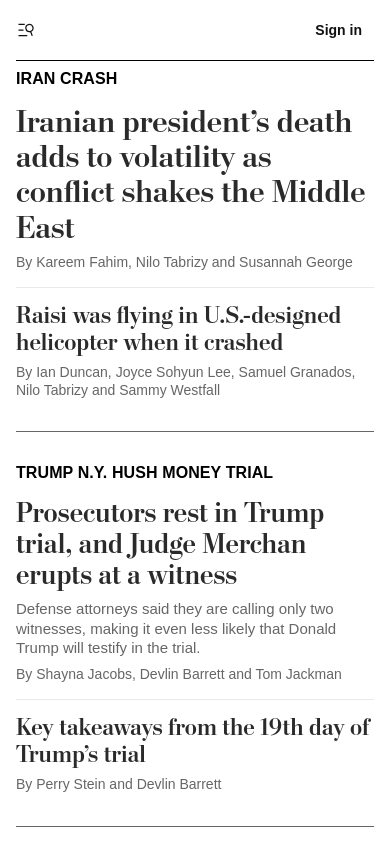 Sign in
IRAN CRASH
Iranian president’s death
adds to volatility as
conflict shakes the Middle
East
By Kareem Fahim, Nilo Tabrizy and Susannah George
Raisi was flying in U.S.-designed
helicopter when it crashed
By Ian Duncan, Joyce Sohyun Lee, Samuel Granados,
Nilo Tabrizy and Sammy Westfall
TRUMP N.Y. HUSH MONEY TRIAL
Prosecutors rest in Trump
trial, and Judge Merchan
erupts at a witness
Defense attorneys said they are calling only two
witnesses, making it even less likely that Donald
Trump will testify in the trial.
By Shayna Jacobs, Devlin Barrett and Tom Jackman
Key takeaways from the 19th day of
Trump’s trial
By Perry Stein and Devlin Barrett